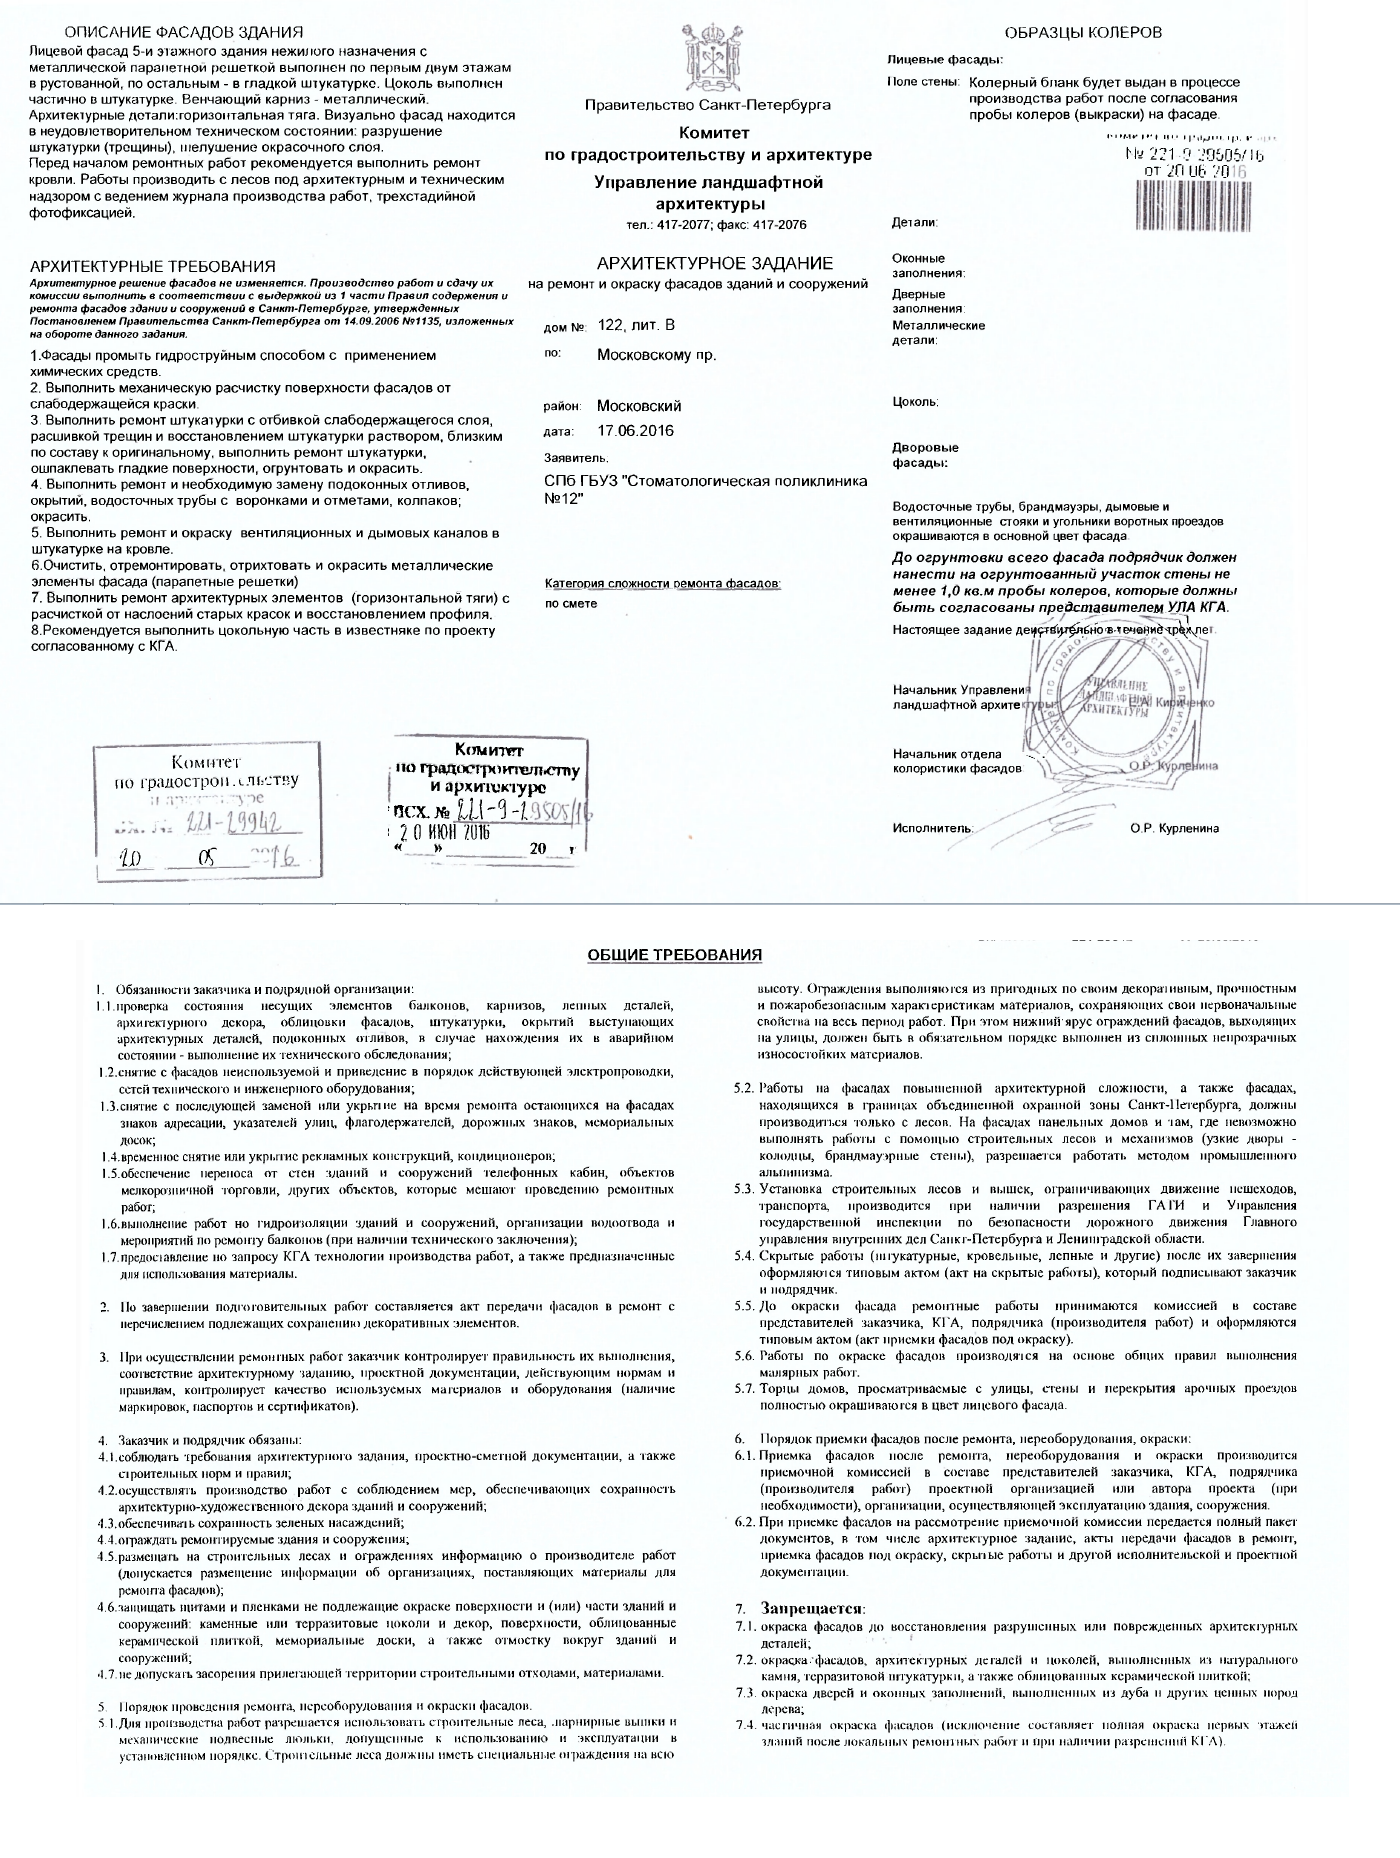 ОПИСАНИЕ ФАСАДОВ ЗДАНИЯ
Лицевой фасад 5-и этажного здания нежилого назначения с
металлической парапетной решеткой выполнен по первым двум этажам
в рустованной, по остальным - в гладкой штукатурке. Цоколь выполнен
частично в штукатурке. Венчающий карниз - металлический.
Архитектурные детали:горизонтальная тяга. Визуально фасад находится
в неудовлетворительном техническом состоянии: разрушение
штукатурки (трещины), шелушение окрасочного слоя.
Перед началом ремонтных работ рекомендуется выполнить ремонт
кровли. Работы производить с лесов под архитектурным и техническим
надзором с ведением журнала производства работ, трехстадийной
фотофиксацией.
АРХИТЕКТУРНЫЕ ТРЕБОВАНИЯ
Архитектурное решение фасадов не изменяется. Производство работ и сдачу их
комиссии выполнить в соответствии с выдержкой из 1 части Правил содержения и
ремонта фасадов здании и сооружений в Санкт-Петербурге, утвержденных
Постановленем Правительства Санкт-Петербурга от 14.09.2006 №1135, изложенных
на обороте данного задания.
1.Фасады промыть гидроструйным способом с применением
химических средств.
2. Выполнить механическую расчистку поверхности фасадов от
слабодержащейся краски.
3. Выполнить ремонт штукатурки с отбивкой слабодержащегося слоя,
расшивкой трещин и восстановлением штукатурки раствором, близким
по составу к оригинальному, выполнить ремонт штукатурки,
ошпаклевать гладкие поверхности, огрунтовать и окрасить.
4. Выполнить ремонт и необходимую замену подоконных отливов,
окрытий, водосточных трубы с воронками и отметами, колпаков;
окрасить.
5. Выполнить ремонт и окраску вентиляционных и дымовых каналов в
штукатурке на кровле.
6.Очистить, отремонтировать, отрихтовать и окрасить металлические
элементы фасада (парапетные решетки)
7. Выполнить ремонт архитектурных элементов (горизонтальной тяги) с
расчисткой от наслоений старых красок и восстановлением профиля.
8.Рекомендуется выполнить цокольную часть в известняке по проекту
согласованному с КГА.
Комитет
по градостроительству
и архитектуре
221-29942
20 05 2016
Комитет
по градостроительству
и архитектуре
ИСХ. № 221-9-29505/16
20 ИЮН 2016
« » 20 г
Правительство Санкт-Петербурга
Комитет
по градостроительству и архитектуре
Управление ландшафтной
архитектуры
тел.: 417-2077; факс: 417-2076
АРХИТЕКТУРНОЕ ЗАДАНИЕ
на ремонт и окраску фасадов зданий и сооружений
дом №: 122, лит. В
по: Московскому пр.
район: Московский
дата: 17.06.2016
Заявитель.
СПб ГБУЗ "Стоматологическая поликлиника
№12"
Категория сложности ремонта фасадов:
по смете
ОБРАЗЦЫ КОЛЕРОВ
Лицевые фасады:
Поле стены: Колерный бланк будет выдан в процессе
производства работ после согласования
пробы колеров (выкраски) на фасаде.
№ 221-9-29505/16
от 20 06 2016
Детали:
Оконные
заполнения:
Дверные
заполнения:
Металлические
детали:
Цоколь:
Дворовые
фасады:
Водосточные трубы, брандмауэры, дымовые и
вентиляционные стояки и угольники воротных проездов
окрашиваются в основной цвет фасада.
До огрунтовки всего фасада подрядчик должен
нанести на огрунтованный участок стены не
менее 1,0 кв.м пробы колеров, которые должны
быть согласованы представителем УЛА КГА.
Настоящее задание действительно в течение трех лет.
Начальник Управления
ландшафтной архитектуры: Е.А. Кириченко
УПРАВЛЕНИЕ
ЛАНДШАФТНОЙ
АРХИТЕКТУРЫ
Начальник отдела
колористики фасадов О.Р. Курленина
Исполнитель: О.Р. Курленина
ОБЩИЕ ТРЕБОВАНИЯ
1. Обязанности заказчика и подрядной организации:
1.1.проверка состояния несущих элементов балконов, карнизов, лепных деталей,
архитектурного декора, облицовки фасадов, штукатурки, окрытий выступающих
архитектурных деталей, подоконных отливов, в случае нахождения их в аварийном
состоянии - выполнение их технического обследования;
1.2.снятие с фасадов неиспользуемой и приведение в порядок действующей электропроводки,
сетей технического и инженерного оборудования;
1.3.снятие с последующей заменой или укрытие на время ремонта остающихся на фасадах
знаков адресации, указателей улиц, флагодержателей, дорожных знаков, мемориальных
досок;
1.4.временное снятие или укрытие рекламных конструкций, кондиционеров;
1.5.обеспечение переноса от стен зданий и сооружений телефонных кабин, объектов
мелкорозничной торговли, других объектов, которые мешают проведению ремонтных
работ;
1.6.выполнение работ по гидроизоляции зданий и сооружений, организации водоотвода и
мероприятий по ремонту балконов (при наличии технического заключения);
1.7.предоставление по запросу КГА технологии производства работ, а также предназначенные
для использования материалы.
2. По завершении подготовительных работ составляется акт передачи фасадов в ремонт с
перечислением подлежащих сохранению декоративных элементов.
3. При осуществлении ремонтных работ заказчик контролирует правильность их выполнения,
соответствие архитектурному заданию, проектной документации, действующим нормам и
правилам, контролирует качество используемых материалов и оборудования (наличие
маркировок, паспортов и сертификатов).
4. Заказчик и подрядчик обязаны:
4.1.соблюдать требования архитектурного задания, проектно-сметной документации, а также
строительных норм и правил;
4.2.осуществлять производство работ с соблюдением мер, обеспечивающих сохранность
архитектурно-художественного декора зданий и сооружений;
4.3.обеспечивать сохранность зеленых насаждений;
4.4.ограждать ремонтируемые здания и сооружения;
4.5.размещать на строительных лесах и ограждениях информацию о производителе работ
(допускается размещение информации об организациях, поставляющих материалы для
ремонта фасадов);
4.6.защищать щитами и пленками не подлежащие окраске поверхности и (или) части зданий и
сооружений: каменные или терразитовые цоколи и декор, поверхности, облицованные
керамической плиткой, мемориальные доски, а также отмостку вокруг зданий и
сооружений;
4.7.не допускать засорения прилегающей территории строительными отходами, материалами.
5. Порядок проведения ремонта, переоборудования и окраски фасадов.
5.1.Для производства работ разрешается использовать строительные леса, шарнирные вышки и
механические подвесные люльки, допущенные к использованию и эксплуатации в
установленном порядке. Строительные леса должны иметь специальные ограждения на всю
высоту. Ограждения выполняются из пригодных по своим декоративным, прочностным
и пожаробезопасным характеристикам материалов, сохраняющих свои первоначальные
свойства на весь период работ. При этом нижний ярус ограждений фасадов, выходящих
на улицы, должен быть в обязательном порядке выполнен из сплошных непрозрачных
износостойких материалов.
5.2. Работы на фасадах повышенной архитектурной сложности, а также фасадах,
находящихся в границах объединенной охранной зоны Санкт-Петербурга, должны
производиться только с лесов. На фасадах панельных домов и там, где невозможно
выполнять работы с помощью строительных лесов и механизмов (узкие дворы -
колодцы, брандмауэрные стены), разрешается работать методом промышленного
альпинизма.
5.3. Установка строительных лесов и вышек, ограничивающих движение пешеходов,
транспорта, производится при наличии разрешения ГАТИ и Управления
государственной инспекции по безопасности дорожного движения Главного
управления внутренних дел Санкт-Петербурга и Ленинградской области.
5.4. Скрытые работы (штукатурные, кровельные, лепные и другие) после их завершения
оформляются типовым актом (акт на скрытые работы), который подписывают заказчик
и подрядчик.
5.5. До окраски фасада ремонтные работы принимаются комиссией в составе
представителей заказчика, КГА, подрядчика (производителя работ) и оформляются
типовым актом (акт приемки фасадов под окраску).
5.6. Работы по окраске фасадов производятся на основе общих правил выполнения
малярных работ.
5.7. Торцы домов, просматриваемые с улицы, стены и перекрытия арочных проездов
полностью окрашиваются в цвет лицевого фасада.
6. Порядок приемки фасадов после ремонта, переоборудования, окраски:
6.1. Приемка фасадов после ремонта, переоборудования и окраски производится
приемочной комиссией в составе представителей заказчика, КГА, подрядчика
(производителя работ) проектной организацией или автора проекта (при
необходимости), организации, осуществляющей эксплуатацию здания, сооружения.
6.2. При приемке фасадов на рассмотрение приемочной комиссии передается полный пакет
документов, в том числе архитектурное задание, акты передачи фасадов в ремонт,
приемка фасадов под окраску, скрытые работы и другой исполнительской и проектной
документации.
7. Запрещается:
7.1. окраска фасадов до восстановления разрушенных или поврежденных архитектурных
деталей;
7.2. окраска фасадов, архитектурных деталей и цоколей, выполненных из натурального
камня, терразитовой штукатурки, а также облицованных керамической плиткой;
7.3. окраска дверей и оконных заполнений, выполненных из дуба и других ценных пород
дерева;
7.4. частичная окраска фасадов (исключение составляет полная окраска первых этажей
зданий после локальных ремонтных работ и при наличии разрешений КГА).